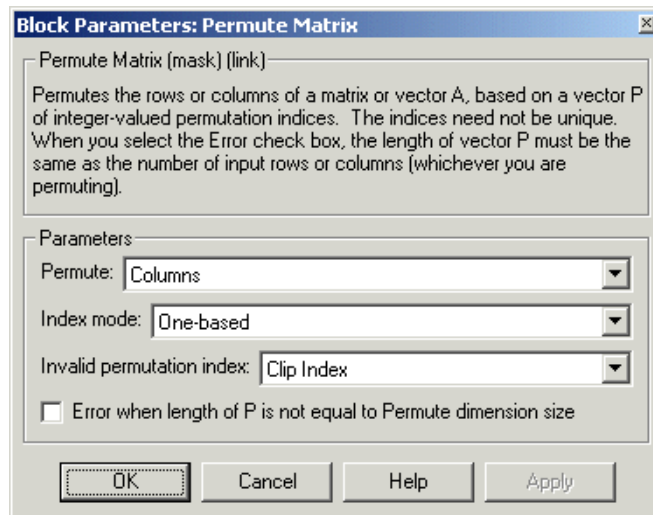 Block Parameters: Permute Matrix
Permute Matrix (mask) (link)
Permutes the rows or columns of a matrix or vector A, based on a vector P
of integer-valued permutation indices.  The indices need not be unique.
When you select the Error check box, the length of vector P must be the
same as the number of input rows or columns (whichever you are
permuting).
Parameters
Permute: Columns
Index mode: One-based
Invalid permutation index: Clip Index
Error when length of P is not equal to Permute dimension size
OK Cancel Help Apply